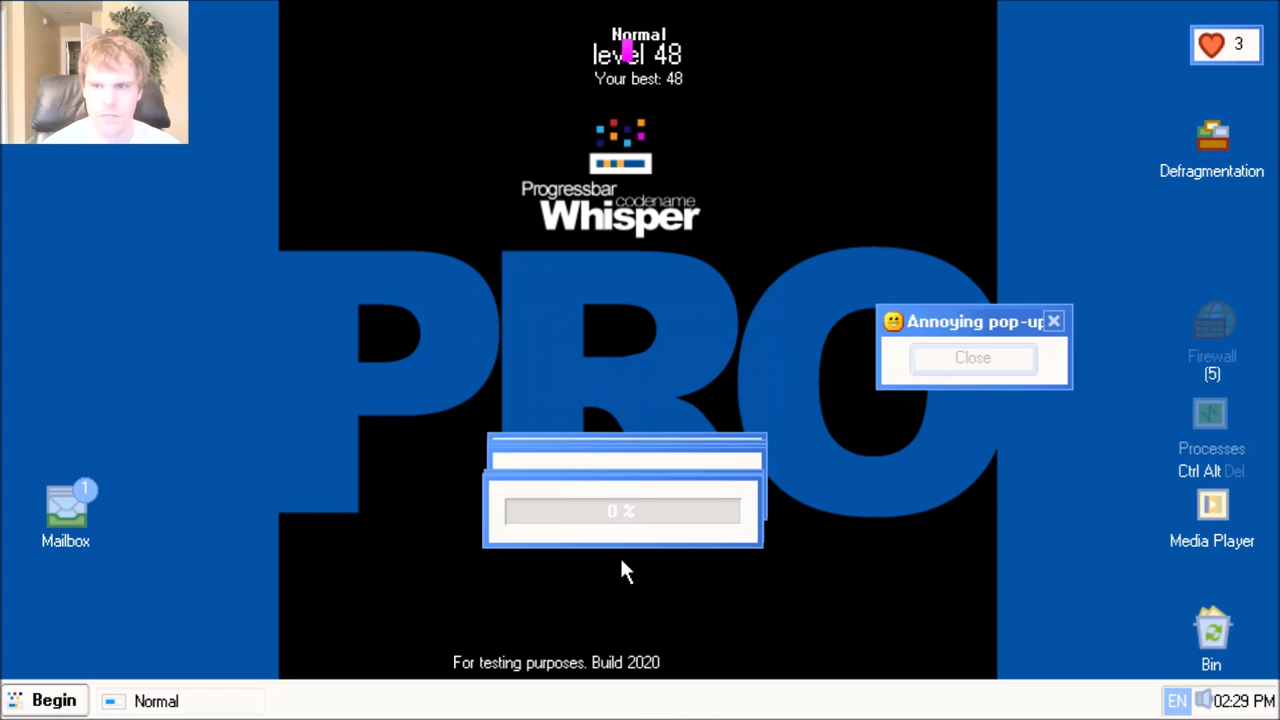 Normal
level 48
Your best: 48
3
Defragmentation
Progressbar
codename
Whisper
PRO
Annoying pop-up
Close
Firewall
(5)
Processes
Ctrl Alt Del
0 %
1
Mailbox
Media Player
For testing purposes. Build 2020
Bin
Begin
Normal
EN
02:29 PM